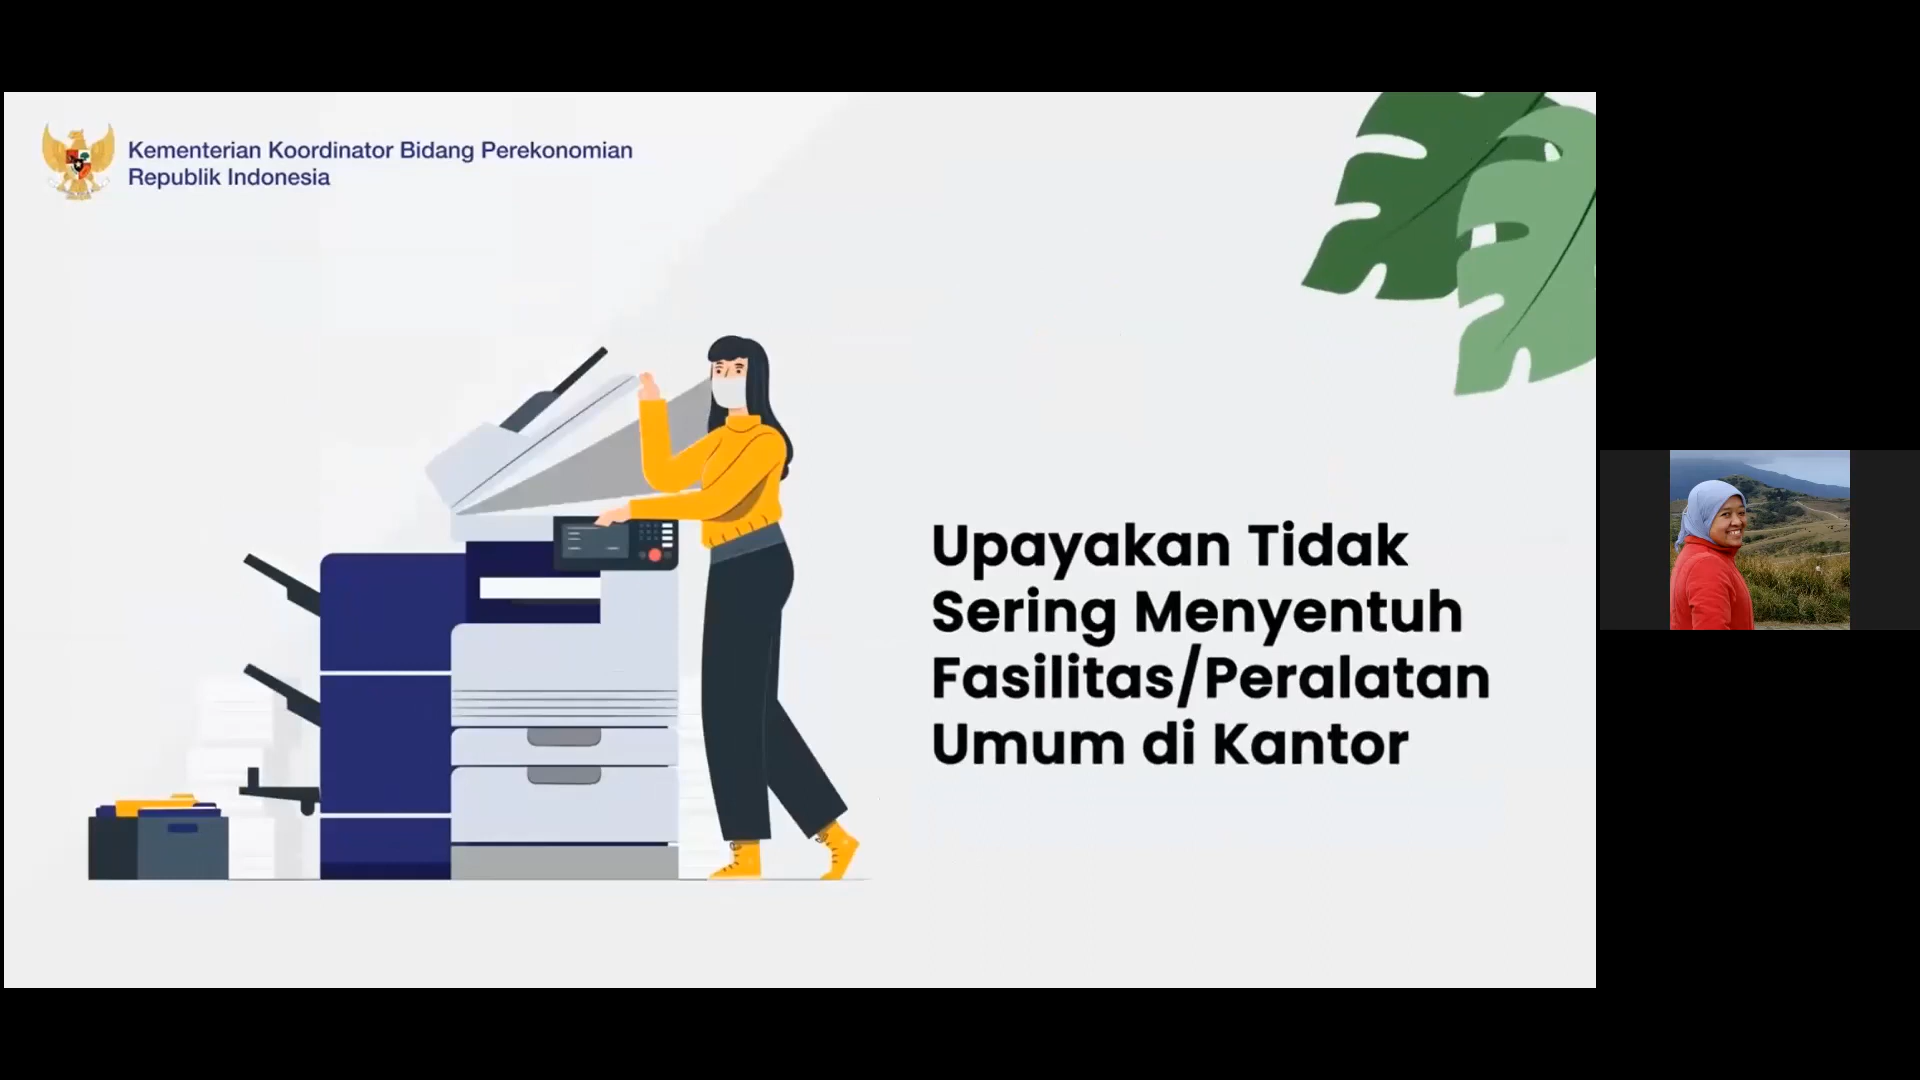 Kementerian Koordinator Bidang Perekonomian
Republik Indonesia
Upayakan Tidak
Sering Menyentuh
Fasilitas/Peralatan
Umum di Kantor